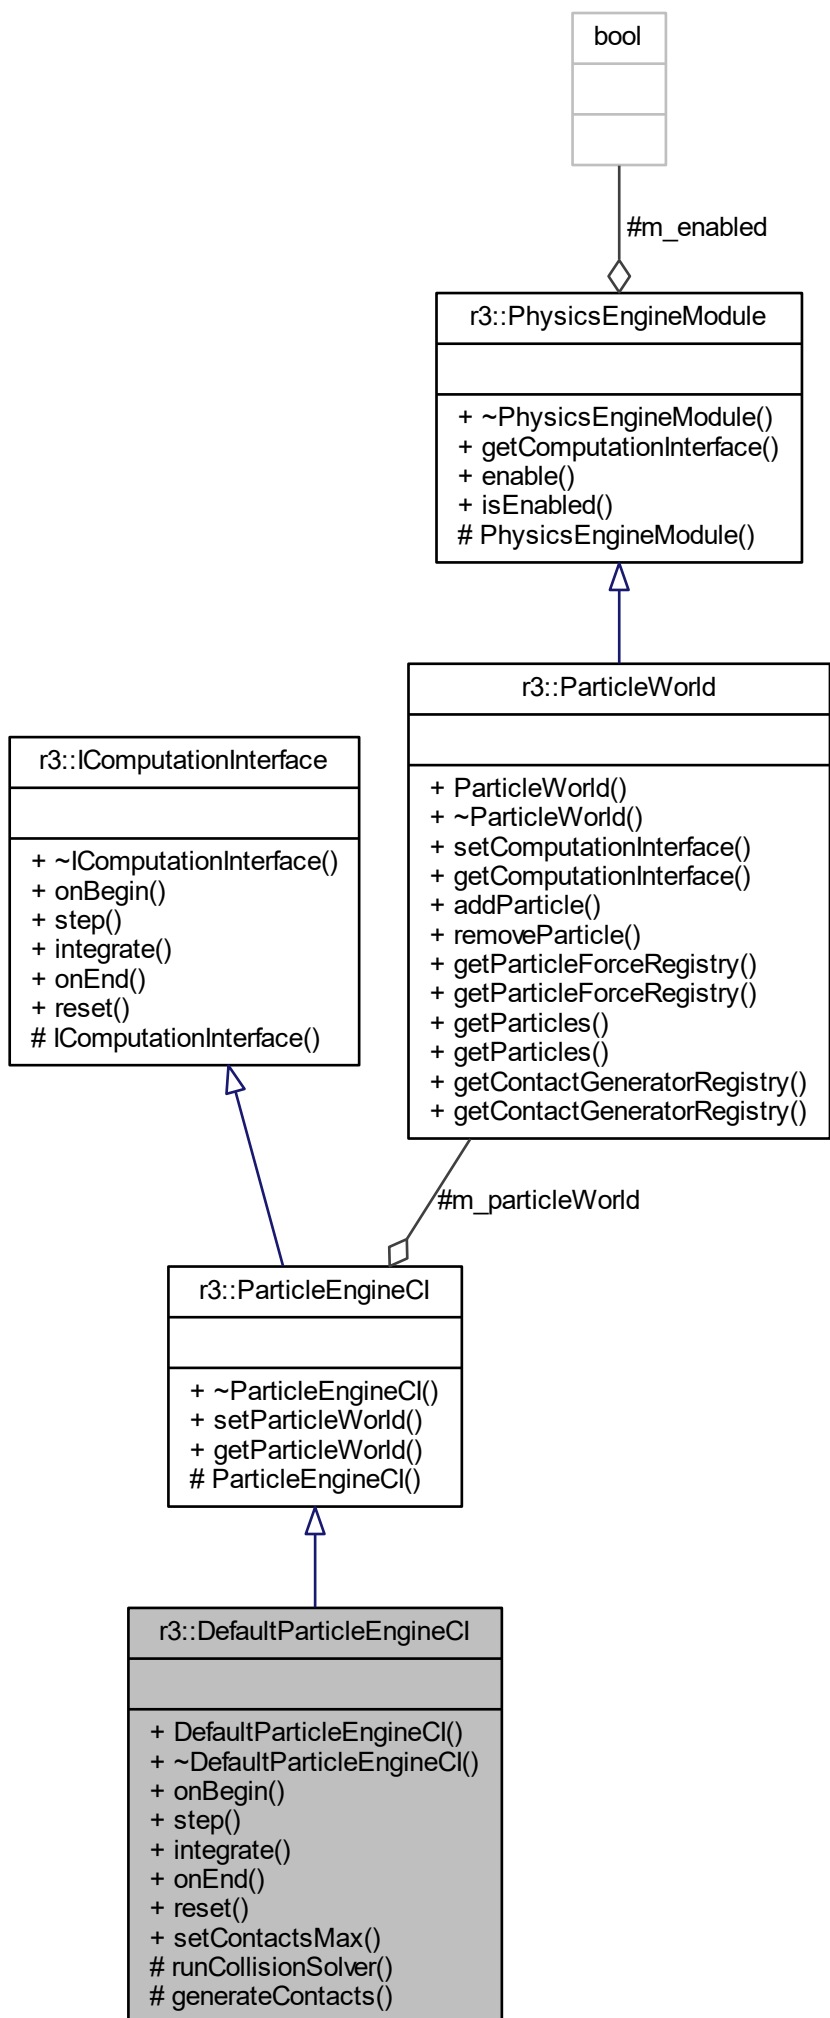 bool
#m_enabled
r3::PhysicsEngineModule
+ ~PhysicsEngineModule()
+ getComputationInterface()
+ enable()
+ isEnabled()
# PhysicsEngineModule()
r3::ParticleWorld
+ ParticleWorld()
+ ~ParticleWorld()
+ setComputationInterface()
+ getComputationInterface()
+ addParticle()
+ removeParticle()
+ getParticleForceRegistry()
+ getParticleForceRegistry()
+ getParticles()
+ getParticles()
+ getContactGeneratorRegistry()
+ getContactGeneratorRegistry()
r3::IComputationInterface
+ ~IComputationInterface()
+ onBegin()
+ step()
+ integrate()
+ onEnd()
+ reset()
# IComputationInterface()
#m_particleWorld
r3::ParticleEngineCI
+ ~ParticleEngineCI()
+ setParticleWorld()
+ getParticleWorld()
# ParticleEngineCI()
r3::DefaultParticleEngineCI
+ DefaultParticleEngineCI()
+ ~DefaultParticleEngineCI()
+ onBegin()
+ step()
+ integrate()
+ onEnd()
+ reset()
+ setContactsMax()
# runCollisionSolver()
# generateContacts()